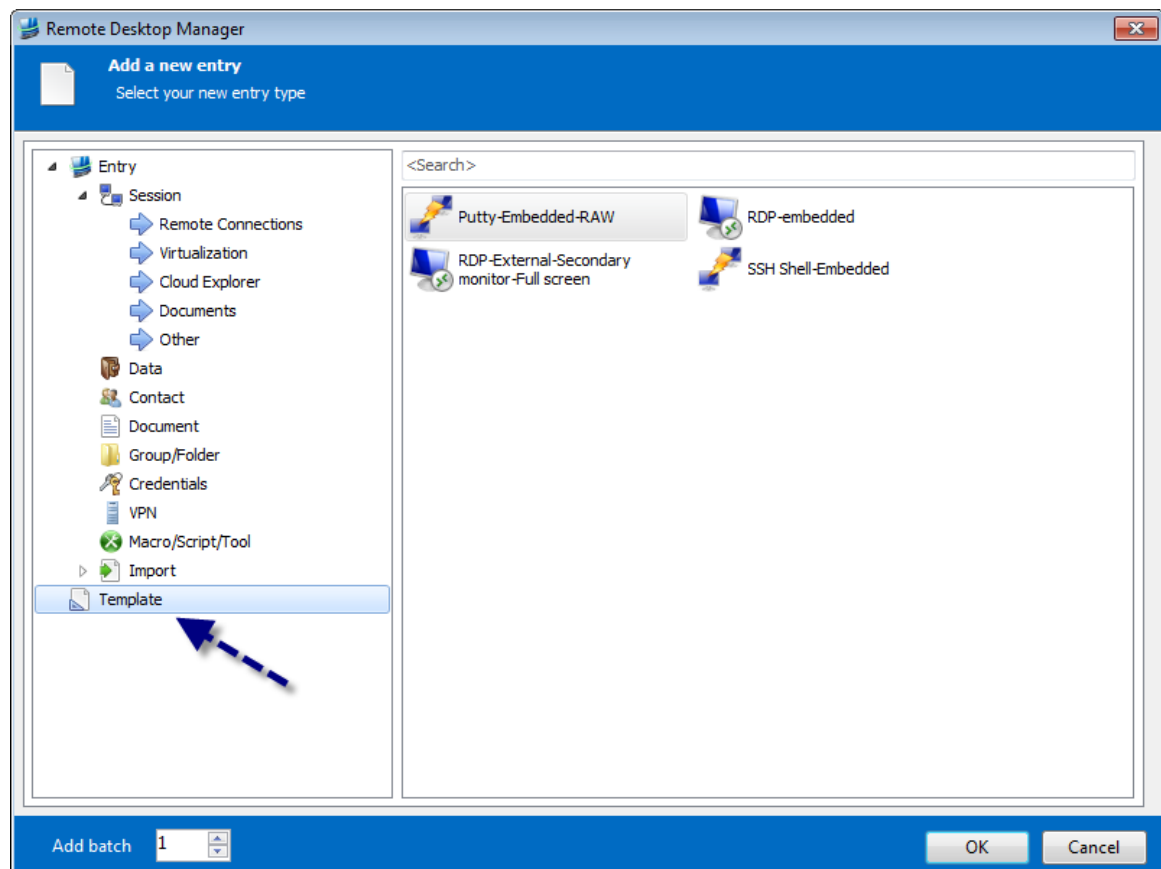 Remote Desktop Manager
Add a new entry
Select your new entry type
Entry
Session
Remote Connections
Virtualization
Cloud Explorer
Documents
Other
Data
Contact
Document
Group/Folder
Credentials
VPN
Macro/Script/Tool
Import
Template
<Search>
Putty-Embedded-RAW
RDP-embedded
RDP-External-Secondary
monitor-Full screen
SSH Shell-Embedded
Add batch 1
OK
Cancel